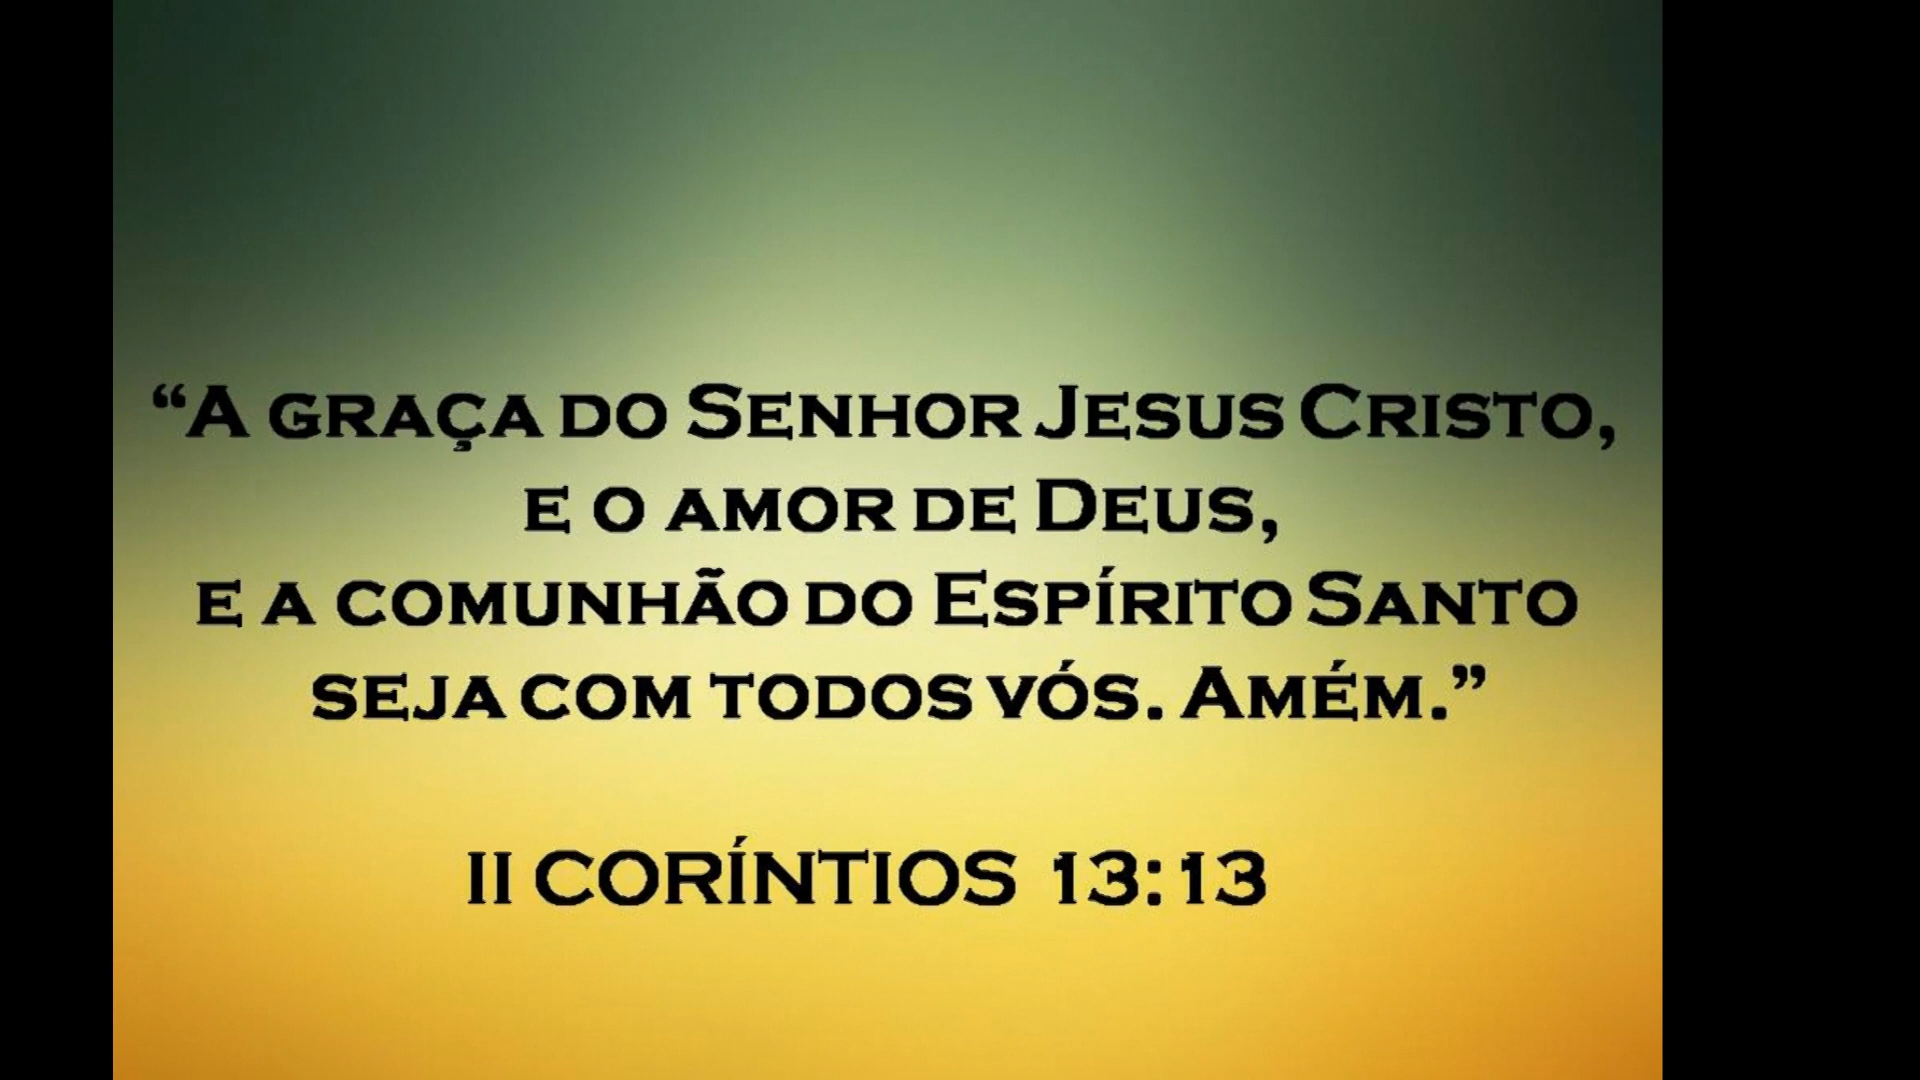 “A GRAÇA DO SENHOR JESUS CRISTO,
E O AMOR DE DEUS,
E A COMUNHÃO DO ESPÍRITO SANTO
SEJA COM TODOS VÓS. AMÉM.”
II CORÍNTIOS 13:13